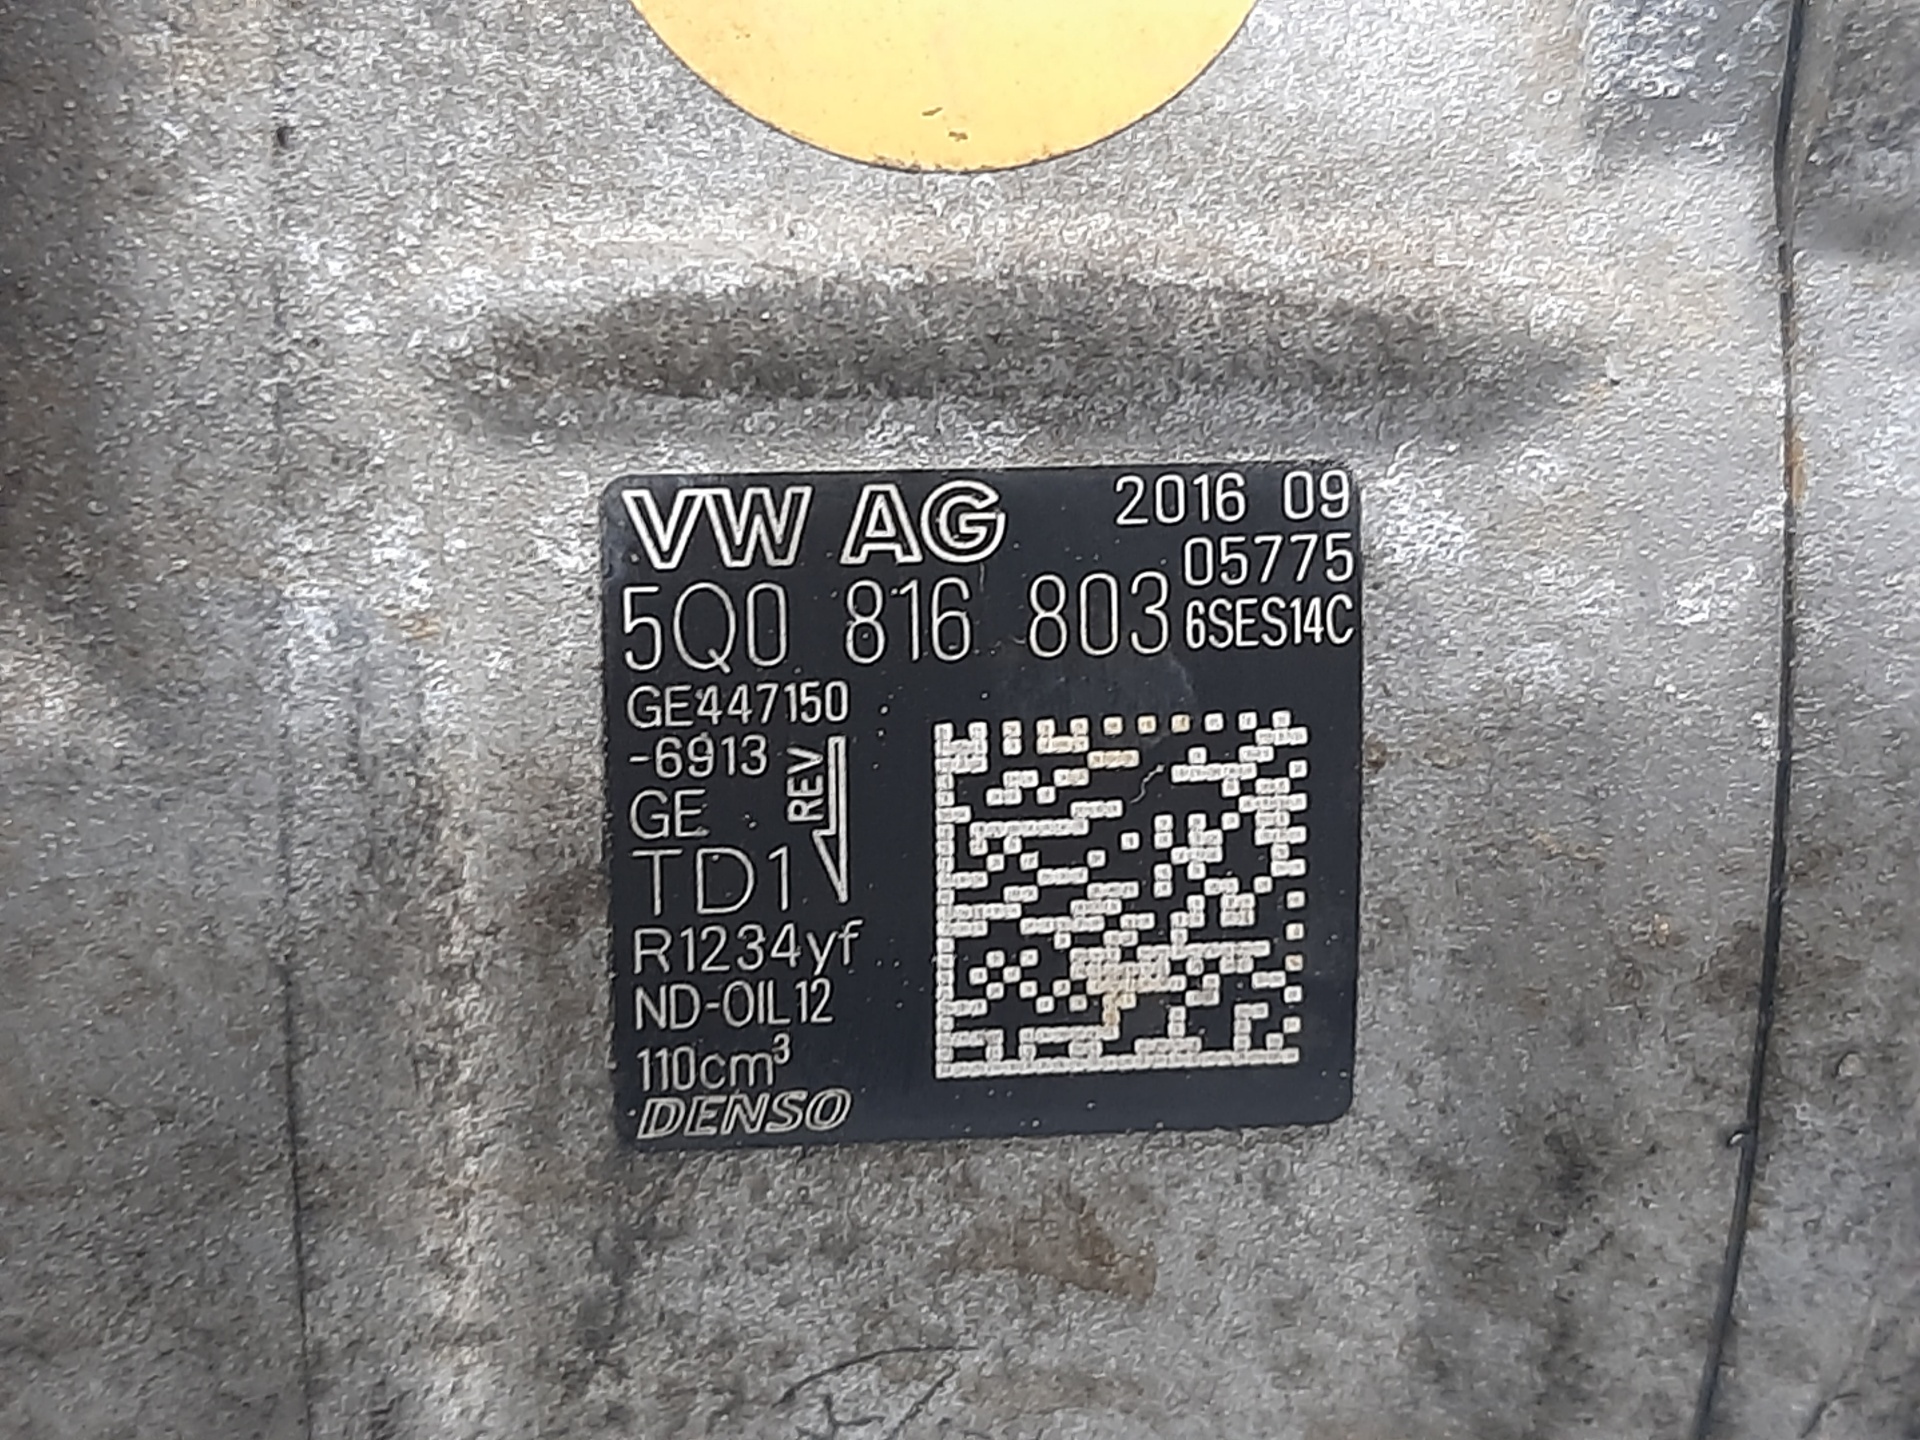 VW AG 2016 09
05775
5Q0 816 803 6SES14C
GE447150
-6913
REV
GE
TD1
R1234yf
ND-OIL12
110cm³
DENSO